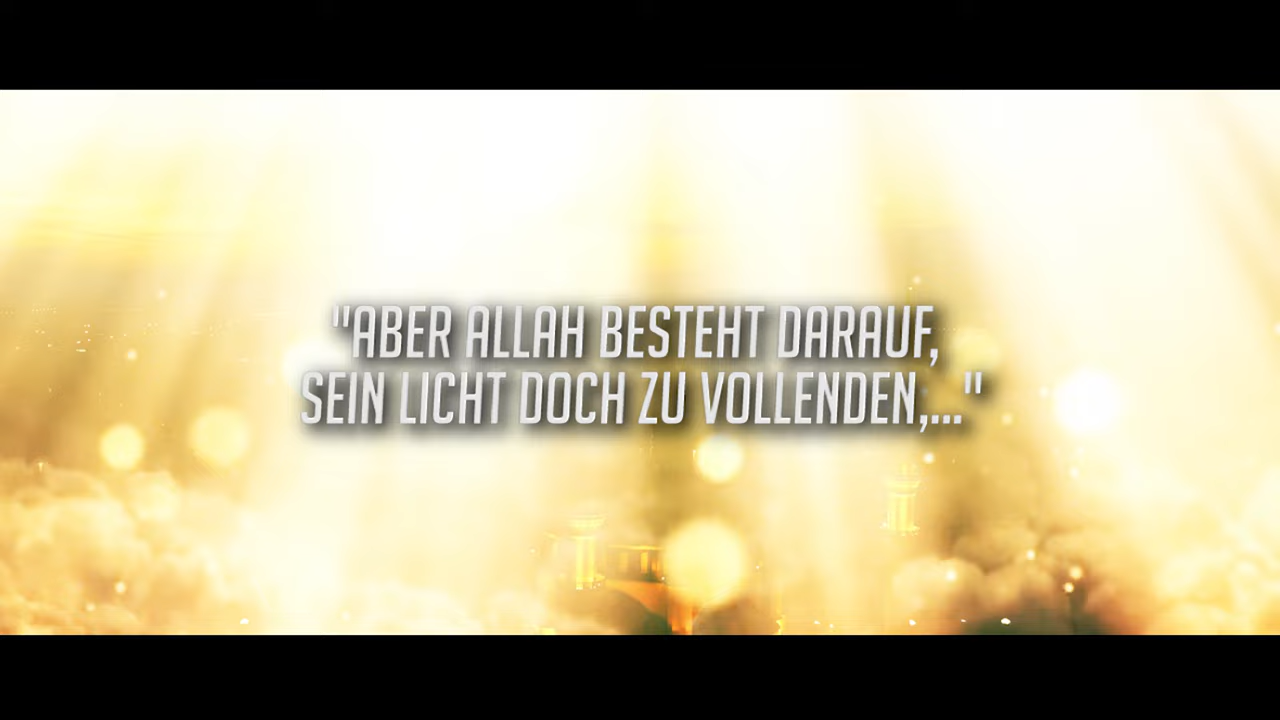 "ABER ALLAH BESTEHT DARAUF,
SEIN LICHT DOCH ZU VOLLENDEN,..."